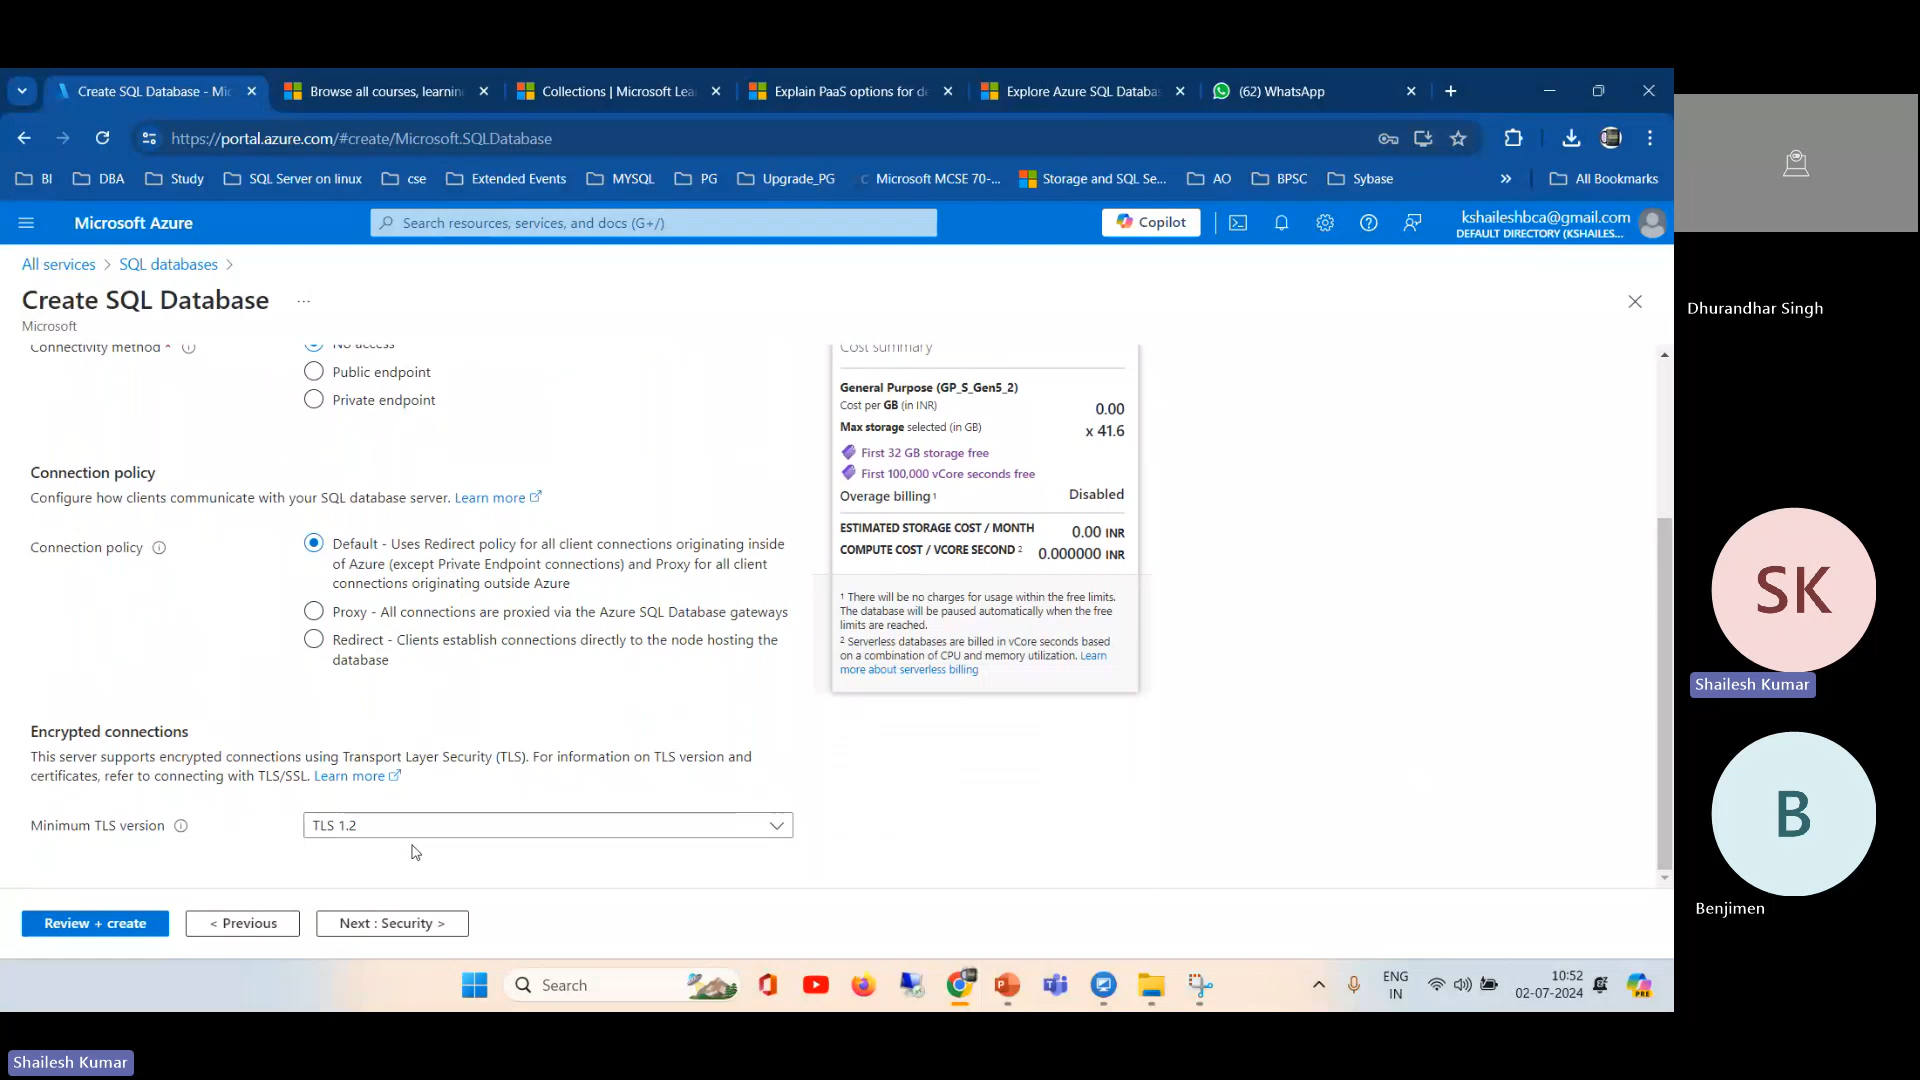 Create SQL Database - Mi
Browse all courses, learnin
Collections | Microsoft Lea
Explain PaaS options for de
Explore Azure SQL Databa
(62) WhatsApp
https://portal.azure.com/#create/Microsoft.SQLDatabase
BI
DBA
Study
SQL Server on linux
cse
Extended Events
MYSQL
PG
Upgrade_PG
Microsoft MCSE 70-...
Storage and SQL Se...
AO
BPSC
Sybase
All Bookmarks
Microsoft Azure
Search resources, services, and docs (G+/)
Copilot
kshaileshbca@gmail.com
DEFAULT DIRECTORY (KSHAILES...
All services > SQL databases >
Create SQL Database ...
Microsoft
Connectivity method *
No access
Public endpoint
Private endpoint
Connection policy
Configure how clients communicate with your SQL database server. Learn more
Connection policy
Default - Uses Redirect policy for all client connections originating inside
of Azure (except Private Endpoint connections) and Proxy for all client
connections originating outside Azure
Proxy - All connections are proxied via the Azure SQL Database gateways
Redirect - Clients establish connections directly to the node hosting the
database
Encrypted connections
This server supports encrypted connections using Transport Layer Security (TLS). For information on TLS version and
certificates, refer to connecting with TLS/SSL. Learn more
Minimum TLS version
TLS 1.2
Cost summary
General Purpose (GP_S_Gen5_2)
Cost per GB (in INR) 0.00
Max storage selected (in GB) x 41.6
First 32 GB storage free
First 100,000 vCore seconds free
Overage billing 1 Disabled
ESTIMATED STORAGE COST / MONTH 0.00 INR
COMPUTE COST / VCORE SECOND 2 0.000000 INR
1 There will be no charges for usage within the free limits.
The database will be paused automatically when the free
limits are reached.
2 Serverless databases are billed in vCore seconds based
on a combination of CPU and memory utilization. Learn
more about serverless billing
Review + create
< Previous
Next : Security >
Search
ENG
IN
10:52
02-07-2024
PRE
Dhurandhar Singh
SK
Shailesh Kumar
B
Benjimen
Shailesh Kumar